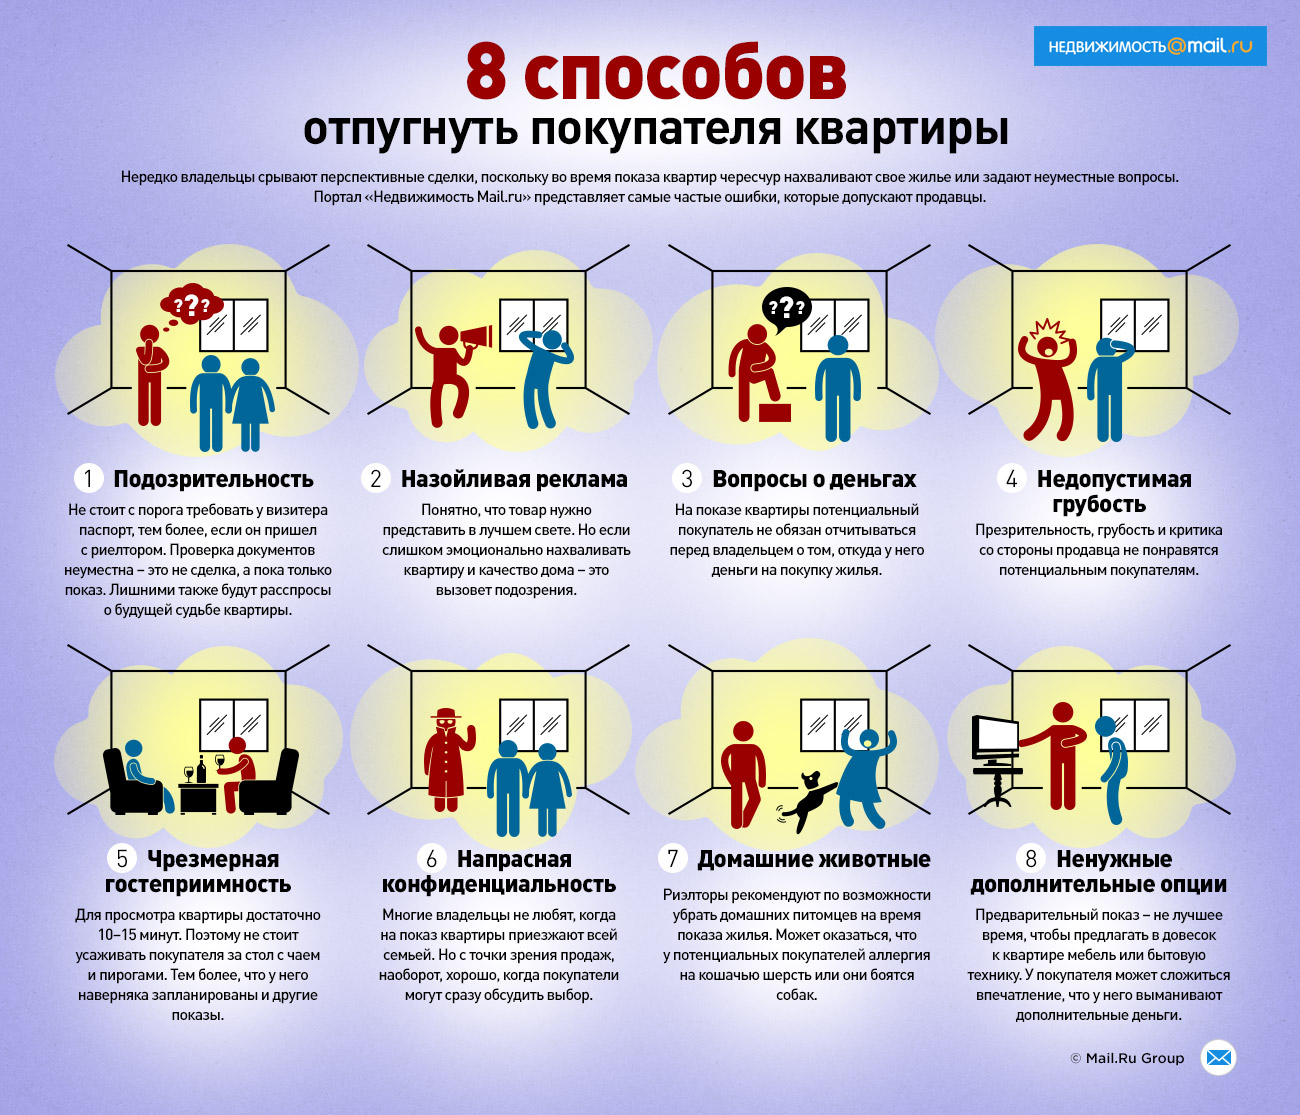 НЕДВИЖИМОСТЬ@mail.ru
8 способов
отпугнуть покупателя квартиры
Нередко владельцы срывают перспективные сделки, поскольку во время показа квартир чересчур нахваливают свое жилье или задают неуместные вопросы.
Портал «Недвижимость Mail.ru» представляет самые частые ошибки, которые допускают продавцы.
???
???
1 Подозрительность
Не стоит с порога требовать у визитера
паспорт, тем более, если он пришел
с риелтором. Проверка документов
неуместна – это не сделка, а пока только
показ. Лишними также будут расспросы
о будущей судьбе квартиры.
2 Назойливая реклама
Понятно, что товар нужно
представить в лучшем свете. Но если
слишком эмоционально нахваливать
квартиру и качество дома – это
вызовет подозрения.
3 Вопросы о деньгах
На показе квартиры потенциальный
покупатель не обязан отчитываться
перед владельцем о том, откуда у него
деньги на покупку жилья.
4 Недопустимая
грубость
Презрительность, грубость и критика
со стороны продавца не понравятся
потенциальным покупателям.
5 Чрезмерная
гостеприимность
Для просмотра квартиры достаточно
10–15 минут. Поэтому не стоит
усаживать покупателя за стол с чаем
и пирогами. Тем более, что у него
наверняка запланированы и другие
показы.
6 Напрасная
конфиденциальность
Многие владельцы не любят, когда
на показ квартиры приезжают всей
семьей. Но с точки зрения продаж,
наоборот, хорошо, когда покупатели
могут сразу обсудить выбор.
7 Домашние животные
Риэлторы рекомендуют по возможности
убрать домашних питомцев на время
показа жилья. Может оказаться, что
у потенциальных покупателей аллергия
на кошачью шерсть или они боятся
собак.
8 Ненужные
дополнительные опции
Предварительный показ – не лучшее
время, чтобы предлагать в довесок
к квартире мебель или бытовую
технику. У покупателя может сложиться
впечатление, что у него выманивают
дополнительные деньги.
© Mail.Ru Group